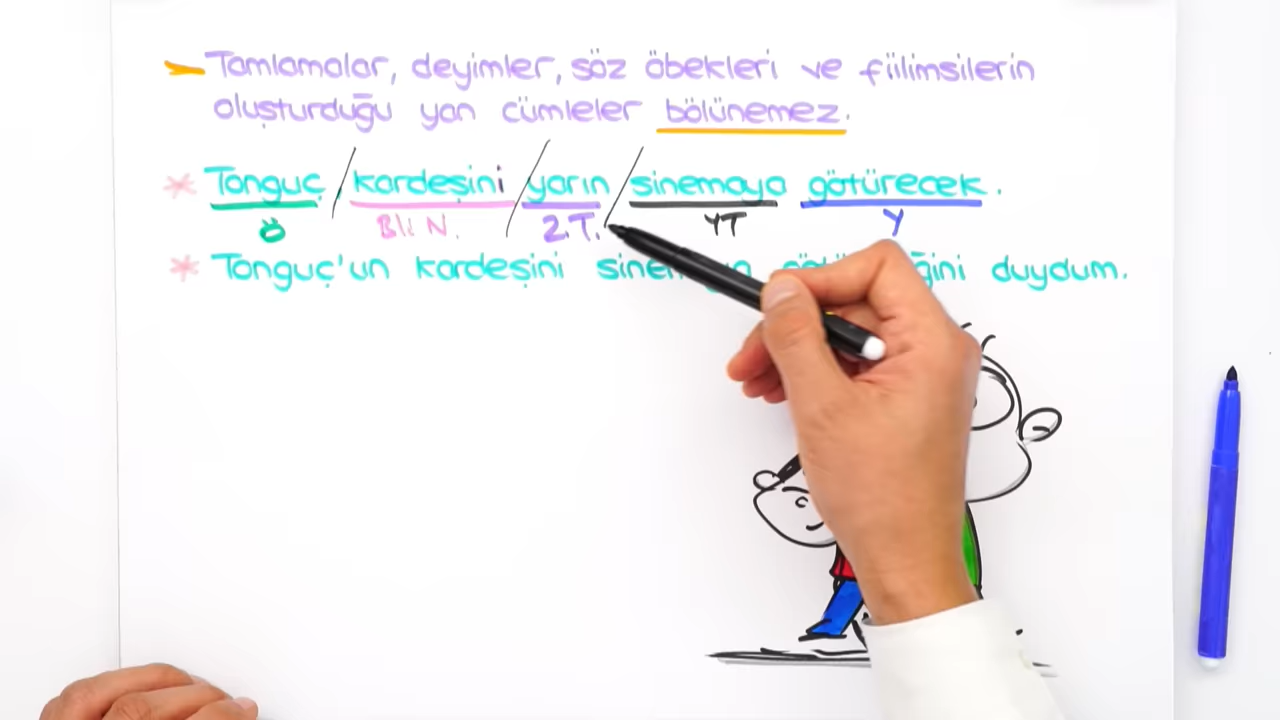 Tamlamalar, deyimler, söz öbekleri ve fiilimsilerin
oluşturduğu yan cümleler bölünemez.
* Tonguç / kardeşini / yarın / sinemaya götürecek.
Ö Bli N. Z.T. YT Y
* Tonguç'un kardeşini duydum.